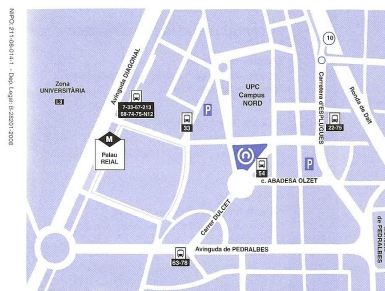 NIPO: 211-08-014-1 - Dep. Legal: B-29201-2008
Zona
UNIVERSITÀRIA
L3
Avinguda DIAGONAL
7-33-67-213
68-74-75-N12
M
Palau
REIAL
33
P
UPC
Campus
NORD
10
Ronda de Dalt
Carretera d'ESPLUGUES
22-75
P
54
c. ABADESA OLZET
Carrer DULCET
Avinguda de PEDRALBES
63-78
de PEDRALBES